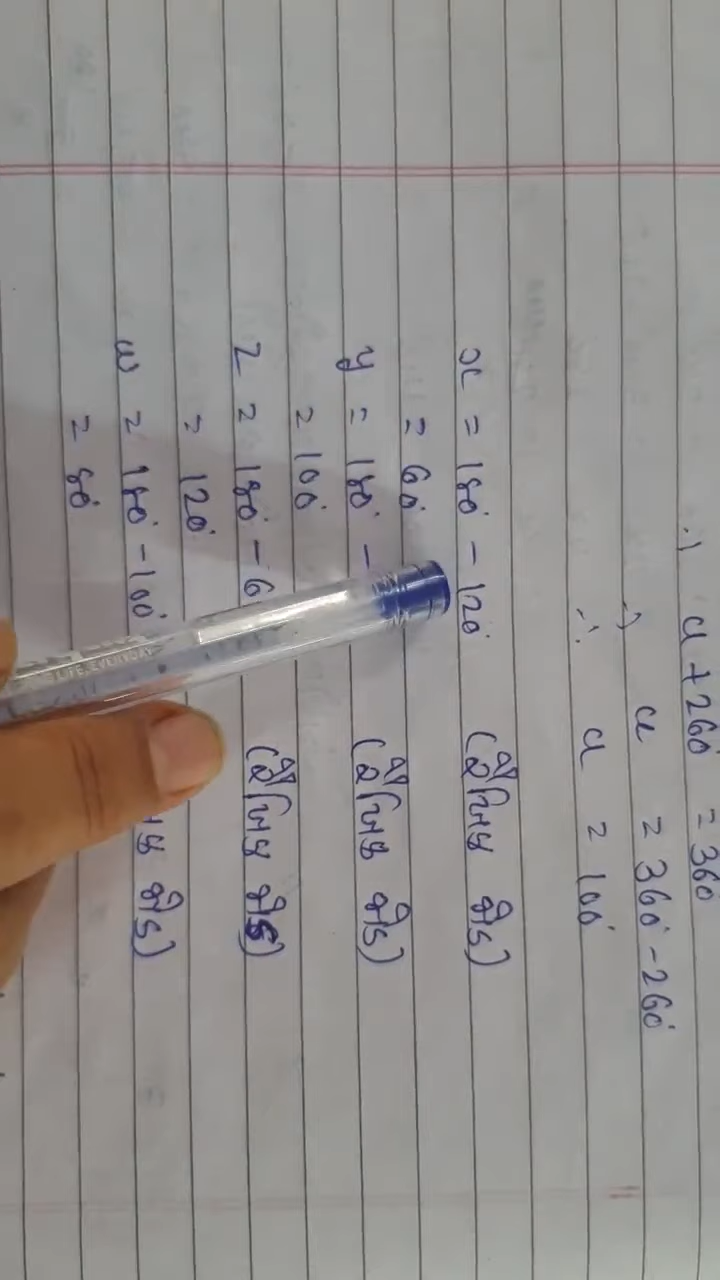 ∴ a + 260° = 360
∴ a = 360° - 260°
∴ a = 100°
x = 180° - 120° (રૈખિક જોડ)
= 60°
y = 180° - (રૈખિક જોડ)
= 100°
z = 180° - 6 (રૈખિક જોડ)
= 120°
w = 180° - 100° જોડ)
= 80°